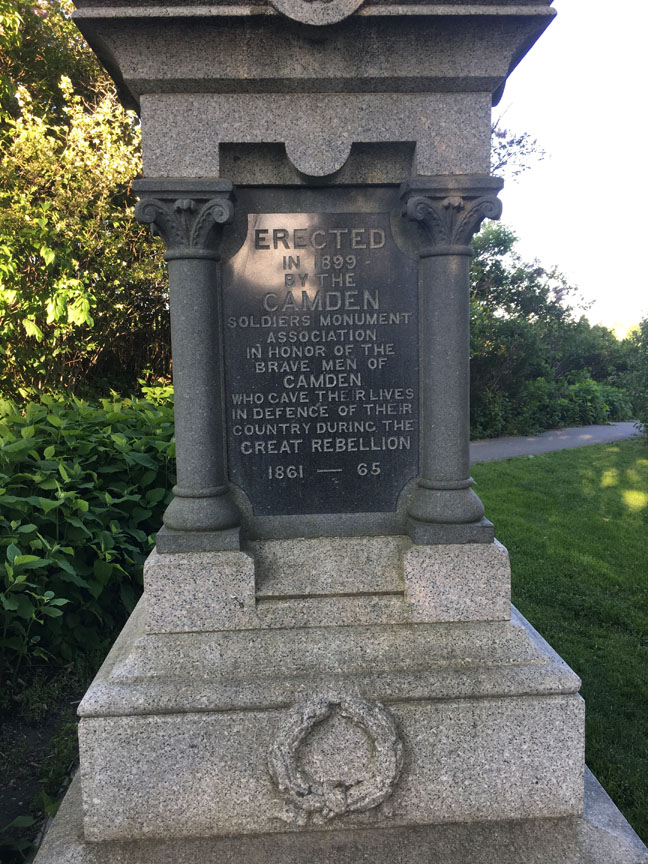 ERECTED
IN 1899
BY THE
CAMDEN
SOLDIERS MONUMENT
ASSOCIATION
IN HONOR OF THE
BRAVE MEN OF
CAMDEN
WHO GAVE THEIR LIVES
IN DEFENCE OF THEIR
COUNTRY DURING THE
GREAT REBELLION
1861 — 65